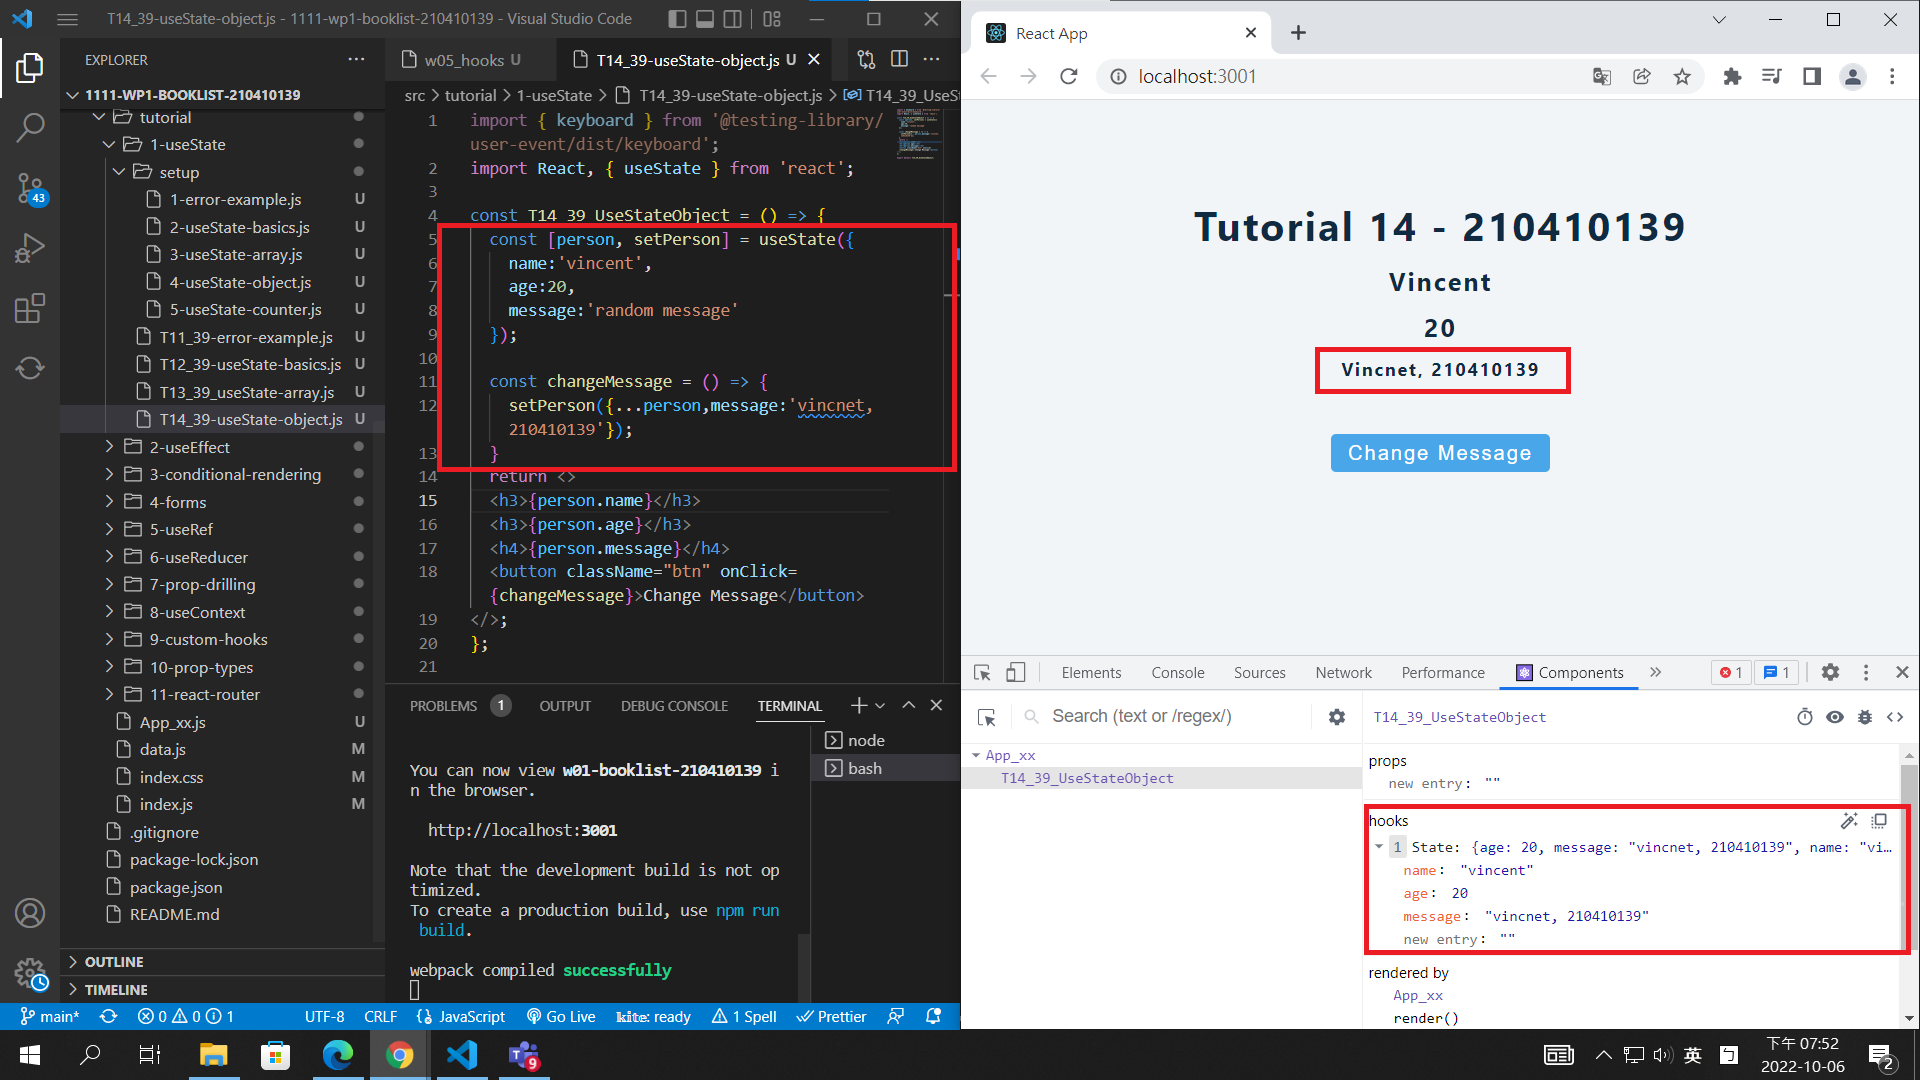 T14_39-useState-object.js - 1111-wp1-booklist-210410139 - Visual Studio Code
EXPLORER
1111-WP1-BOOKLIST-210410139
tutorial
1-useState
setup
1-error-example.js U
2-useState-basics.js U
3-useState-array.js U
4-useState-object.js U
5-useState-counter.js U
T11_39-error-example.js U
T12_39-useState-basics.js U
T13_39_useState-array.js U
T14_39-useState-object.js U
2-useEffect
3-conditional-rendering
4-forms
5-useRef
6-useReducer
7-prop-drilling
8-useContext
9-custom-hooks
10-prop-types
11-react-router
App_xx.js U
data.js M
index.css M
index.js M
.gitignore
package-lock.json
package.json
README.md
OUTLINE
TIMELINE
43
w05_hooks U
T14_39-useState-object.js U
src > tutorial > 1-useState > T14_39-useState-object.js > T14_39_UseSt
1 import { keyboard } from '@testing-library/
user-event/dist/keyboard';
2 import React, { useState } from 'react';
3
4 const T14_39_UseStateObject = () => {
5 const [person, setPerson] = useState({
6 name:'vincent',
7 age:20,
8 message:'random message'
9 });
10
11 const changeMessage = () => {
12 setPerson({...person,message:'vincnet,
210410139'});
13 }
14 return <>
15 <h3>{person.name}</h3>
16 <h3>{person.age}</h3>
17 <h4>{person.message}</h4>
18 <button className="btn" onClick=
{changeMessage}>Change Message</button>
19 </>;
20 };
21
PROBLEMS 1 OUTPUT DEBUG CONSOLE TERMINAL
node
bash
You can now view w01-booklist-210410139 i
n the browser.
http://localhost:3001
Note that the development build is not op
timized.
To create a production build, use npm run
build.
webpack compiled successfully
main* 0 0 1 UTF-8 CRLF JavaScript Go Live kite: ready 1 Spell Prettier
React App
localhost:3001
Tutorial 14 - 210410139
Vincent
20
Vincnet, 210410139
Change Message
Elements Console Sources Network Performance Components 1 1
Search (text or /regex/)
App_xx
T14_39_UseStateObject
T14_39_UseStateObject
props
new entry: ""
hooks
1 State: {age: 20, message: "vincnet, 210410139", name: "vi…
name: "vincent"
age: 20
message: "vincnet, 210410139"
new entry: ""
rendered by
App_xx
render()
9
英
ㄅ
下午 07:52
2022-10-06
2